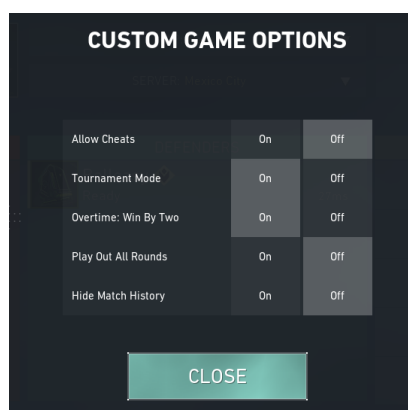 CUSTOM GAME OPTIONS
Allow Cheats On Off
Tournament Mode On Off
Overtime: Win By Two On Off
Play Out All Rounds On Off
Hide Match History On Off
CLOSE